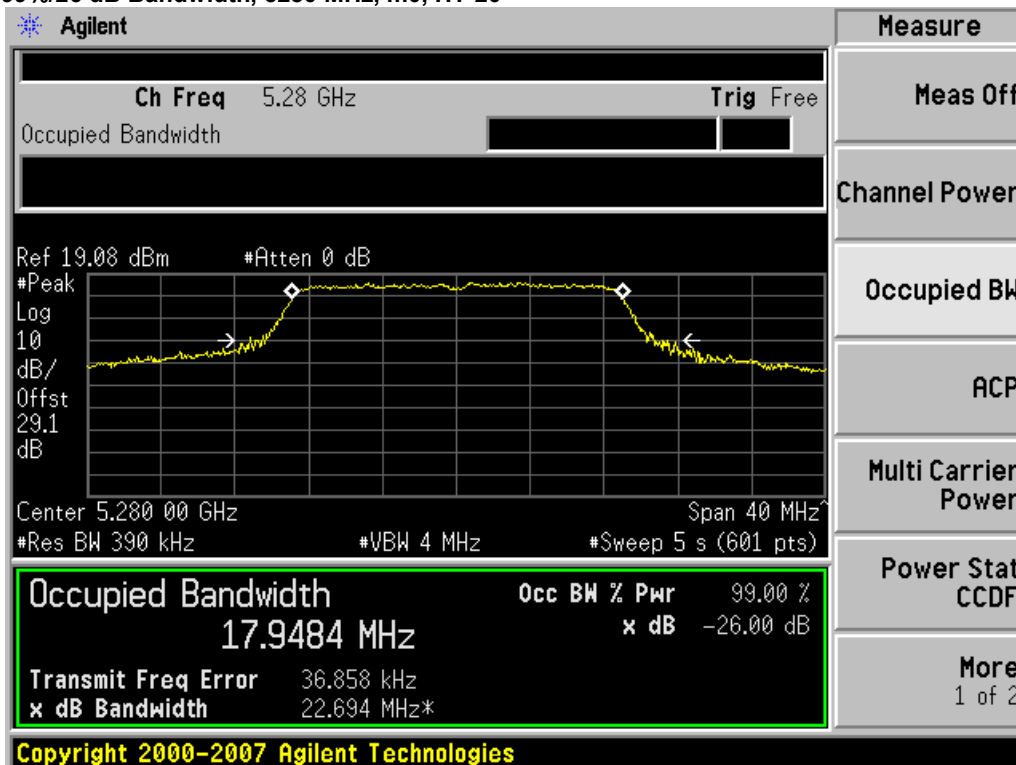 Agilent
Measure
Ch Freq 5.28 GHz Trig Free
Occupied Bandwidth
Meas Off
Channel Power
Occupied BW
ACP
Multi Carrier
Power
Power Stat
CCDF
More
1 of 2
Ref 19.08 dBm #Atten 0 dB
#Peak
Log
10
dB/
Offst
29.1
dB
Center 5.280 00 GHz Span 40 MHz^
#Res BW 390 kHz #VBW 4 MHz #Sweep 5 s (601 pts)
Occupied Bandwidth Occ BW % Pwr 99.00 %
17.9484 MHz x dB -26.00 dB
Transmit Freq Error 36.858 kHz
x dB Bandwidth 22.694 MHz*
Copyright 2000-2007 Agilent Technologies